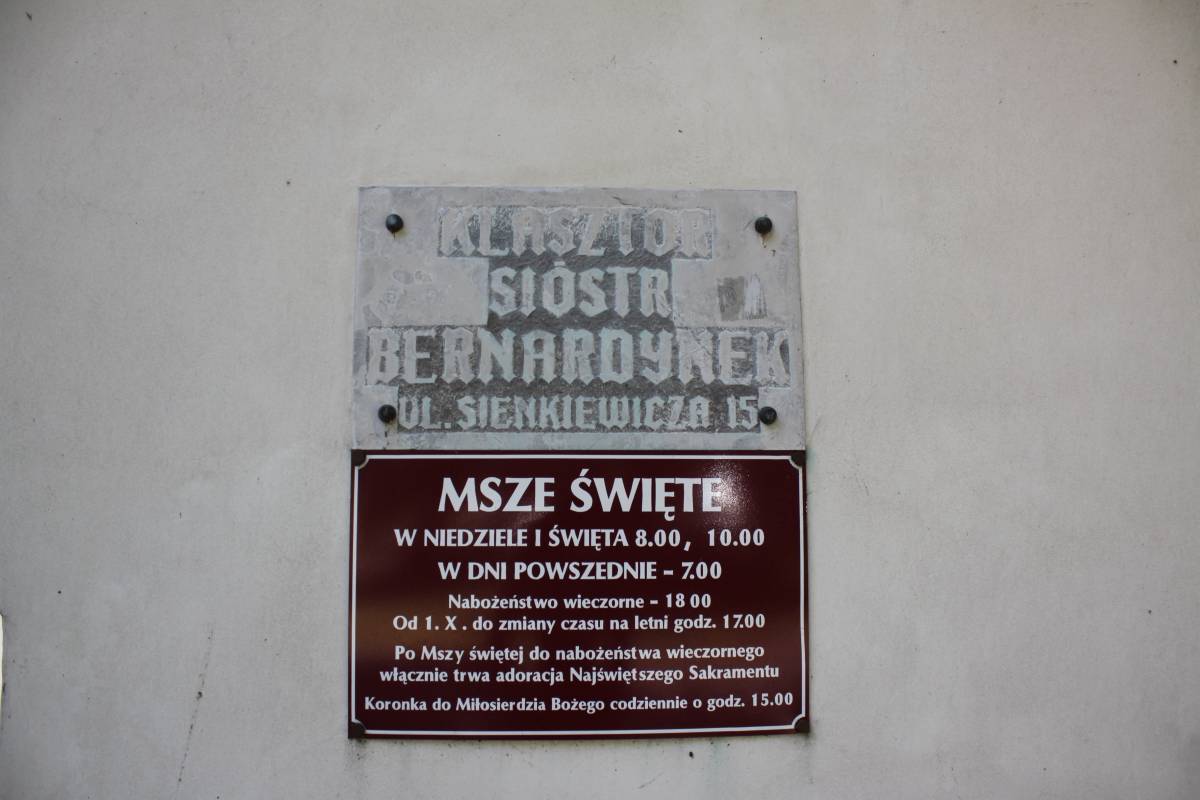 KLASZTOR
SIÓSTR
BERNARDYNEK
UL. SIENKIEWICZA 15
MSZE ŚWIĘTE
W NIEDZIELE I ŚWIĘTA 8.00, 10.00
W DNI POWSZEDNIE - 7.00
Nabożeństwo wieczorne - 18 00
Od 1. X . do zmiany czasu na letni godz. 17.00
Po Mszy świętej do nabożeństwa wieczornego
włącznie trwa adoracja Najświętszego Sakramentu
Koronka do Miłosierdzia Bożego codziennie o godz. 15.00